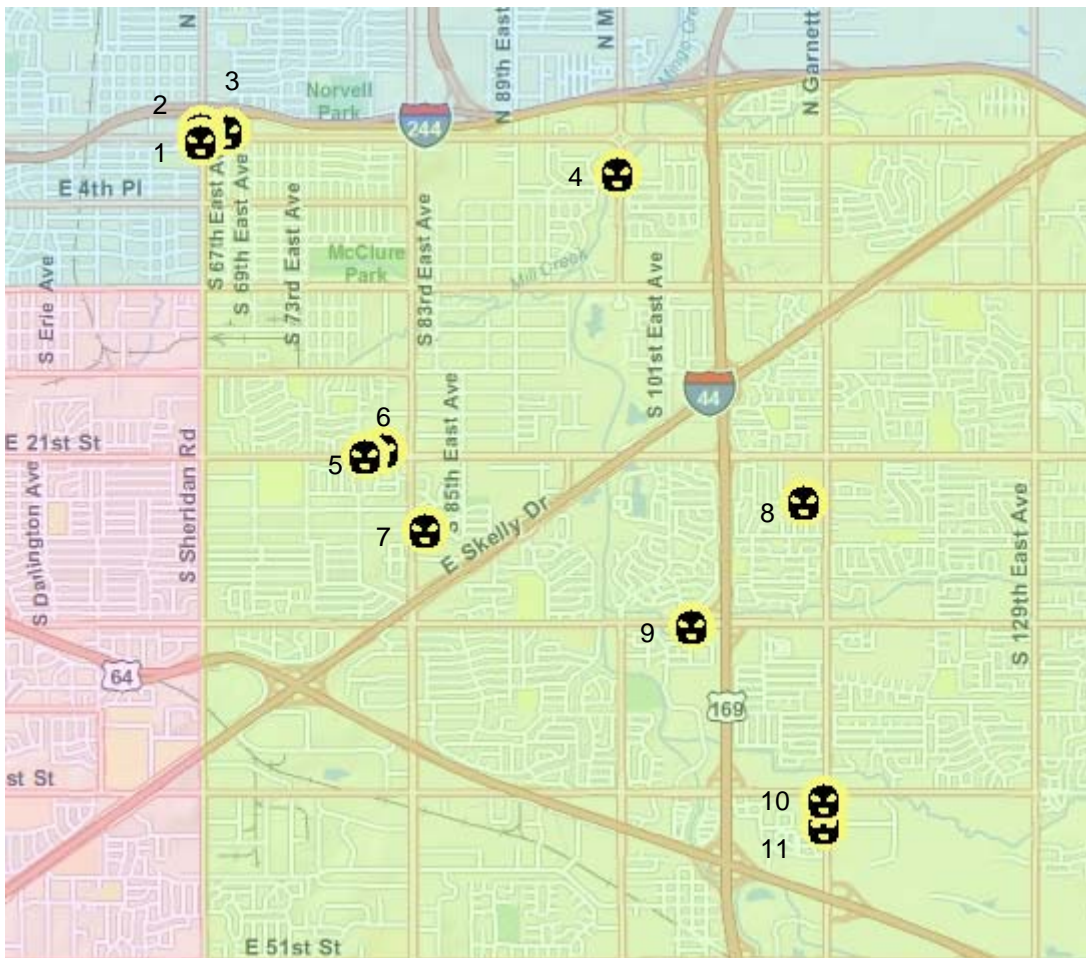 N
N 89th East
N M
Mingo Cre
N Garnett
3
2
Norvell
Park
244
1
4
E 4th Pl
S 67th East A
S 69th East Ave
S 73rd East Ave
S 83rd East Ave
McClure
Park
Mill Creek
S Erie Ave
S 101st East Ave
44
6
E 21st St
5
S 85th East Ave
S Sheridan Rd
S Darlington Ave
7
E Skelly Dr
8
S 129th East Ave
9
64
169
st St
10
11
E 51st St